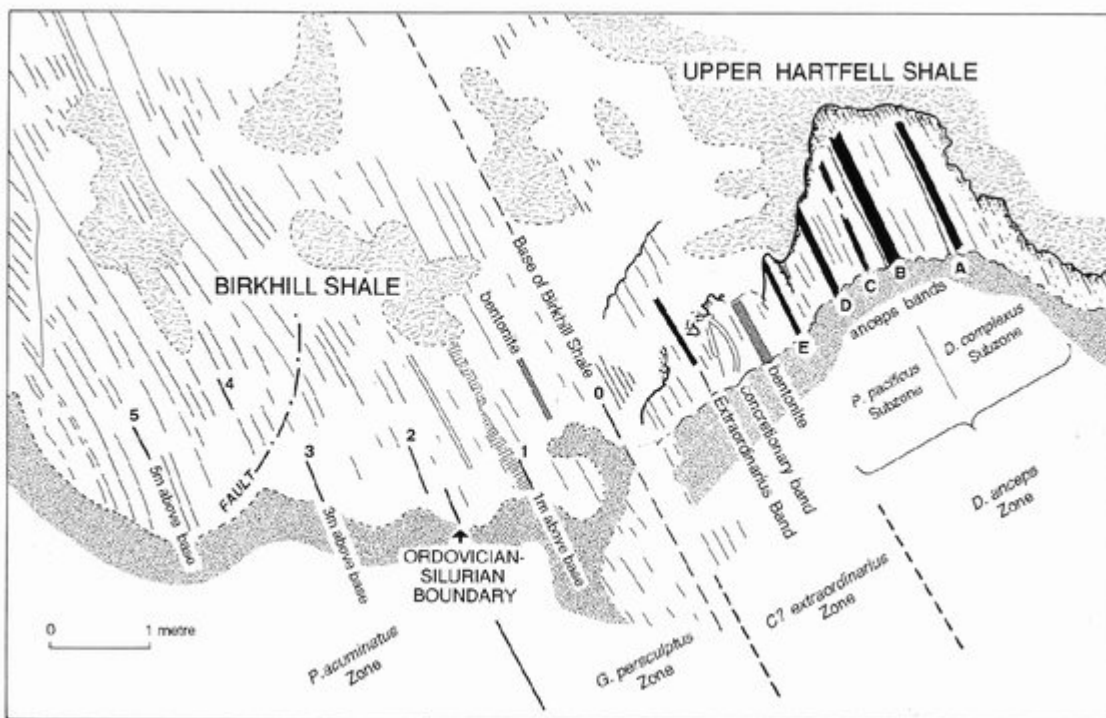 UPPER HARTFELL SHALE
BIRKHILL SHALE
Base of Birkhill Shale
bentonite
0
1
2
3
4
5
FAULT
5m above base
3m above base
1m above base
ORDOVICIAN-
SILURIAN
BOUNDARY
A
B
C
D
E
anceps bands
bentonite
Concretionary band
Extraordinarius Band
P. pacificus
Subzone
D. complexus
Subzone
D. anceps
Zone
C? extraordinarius
Zone
G. persculptus
Zone
P. acuminatus
Zone
0 1 metre